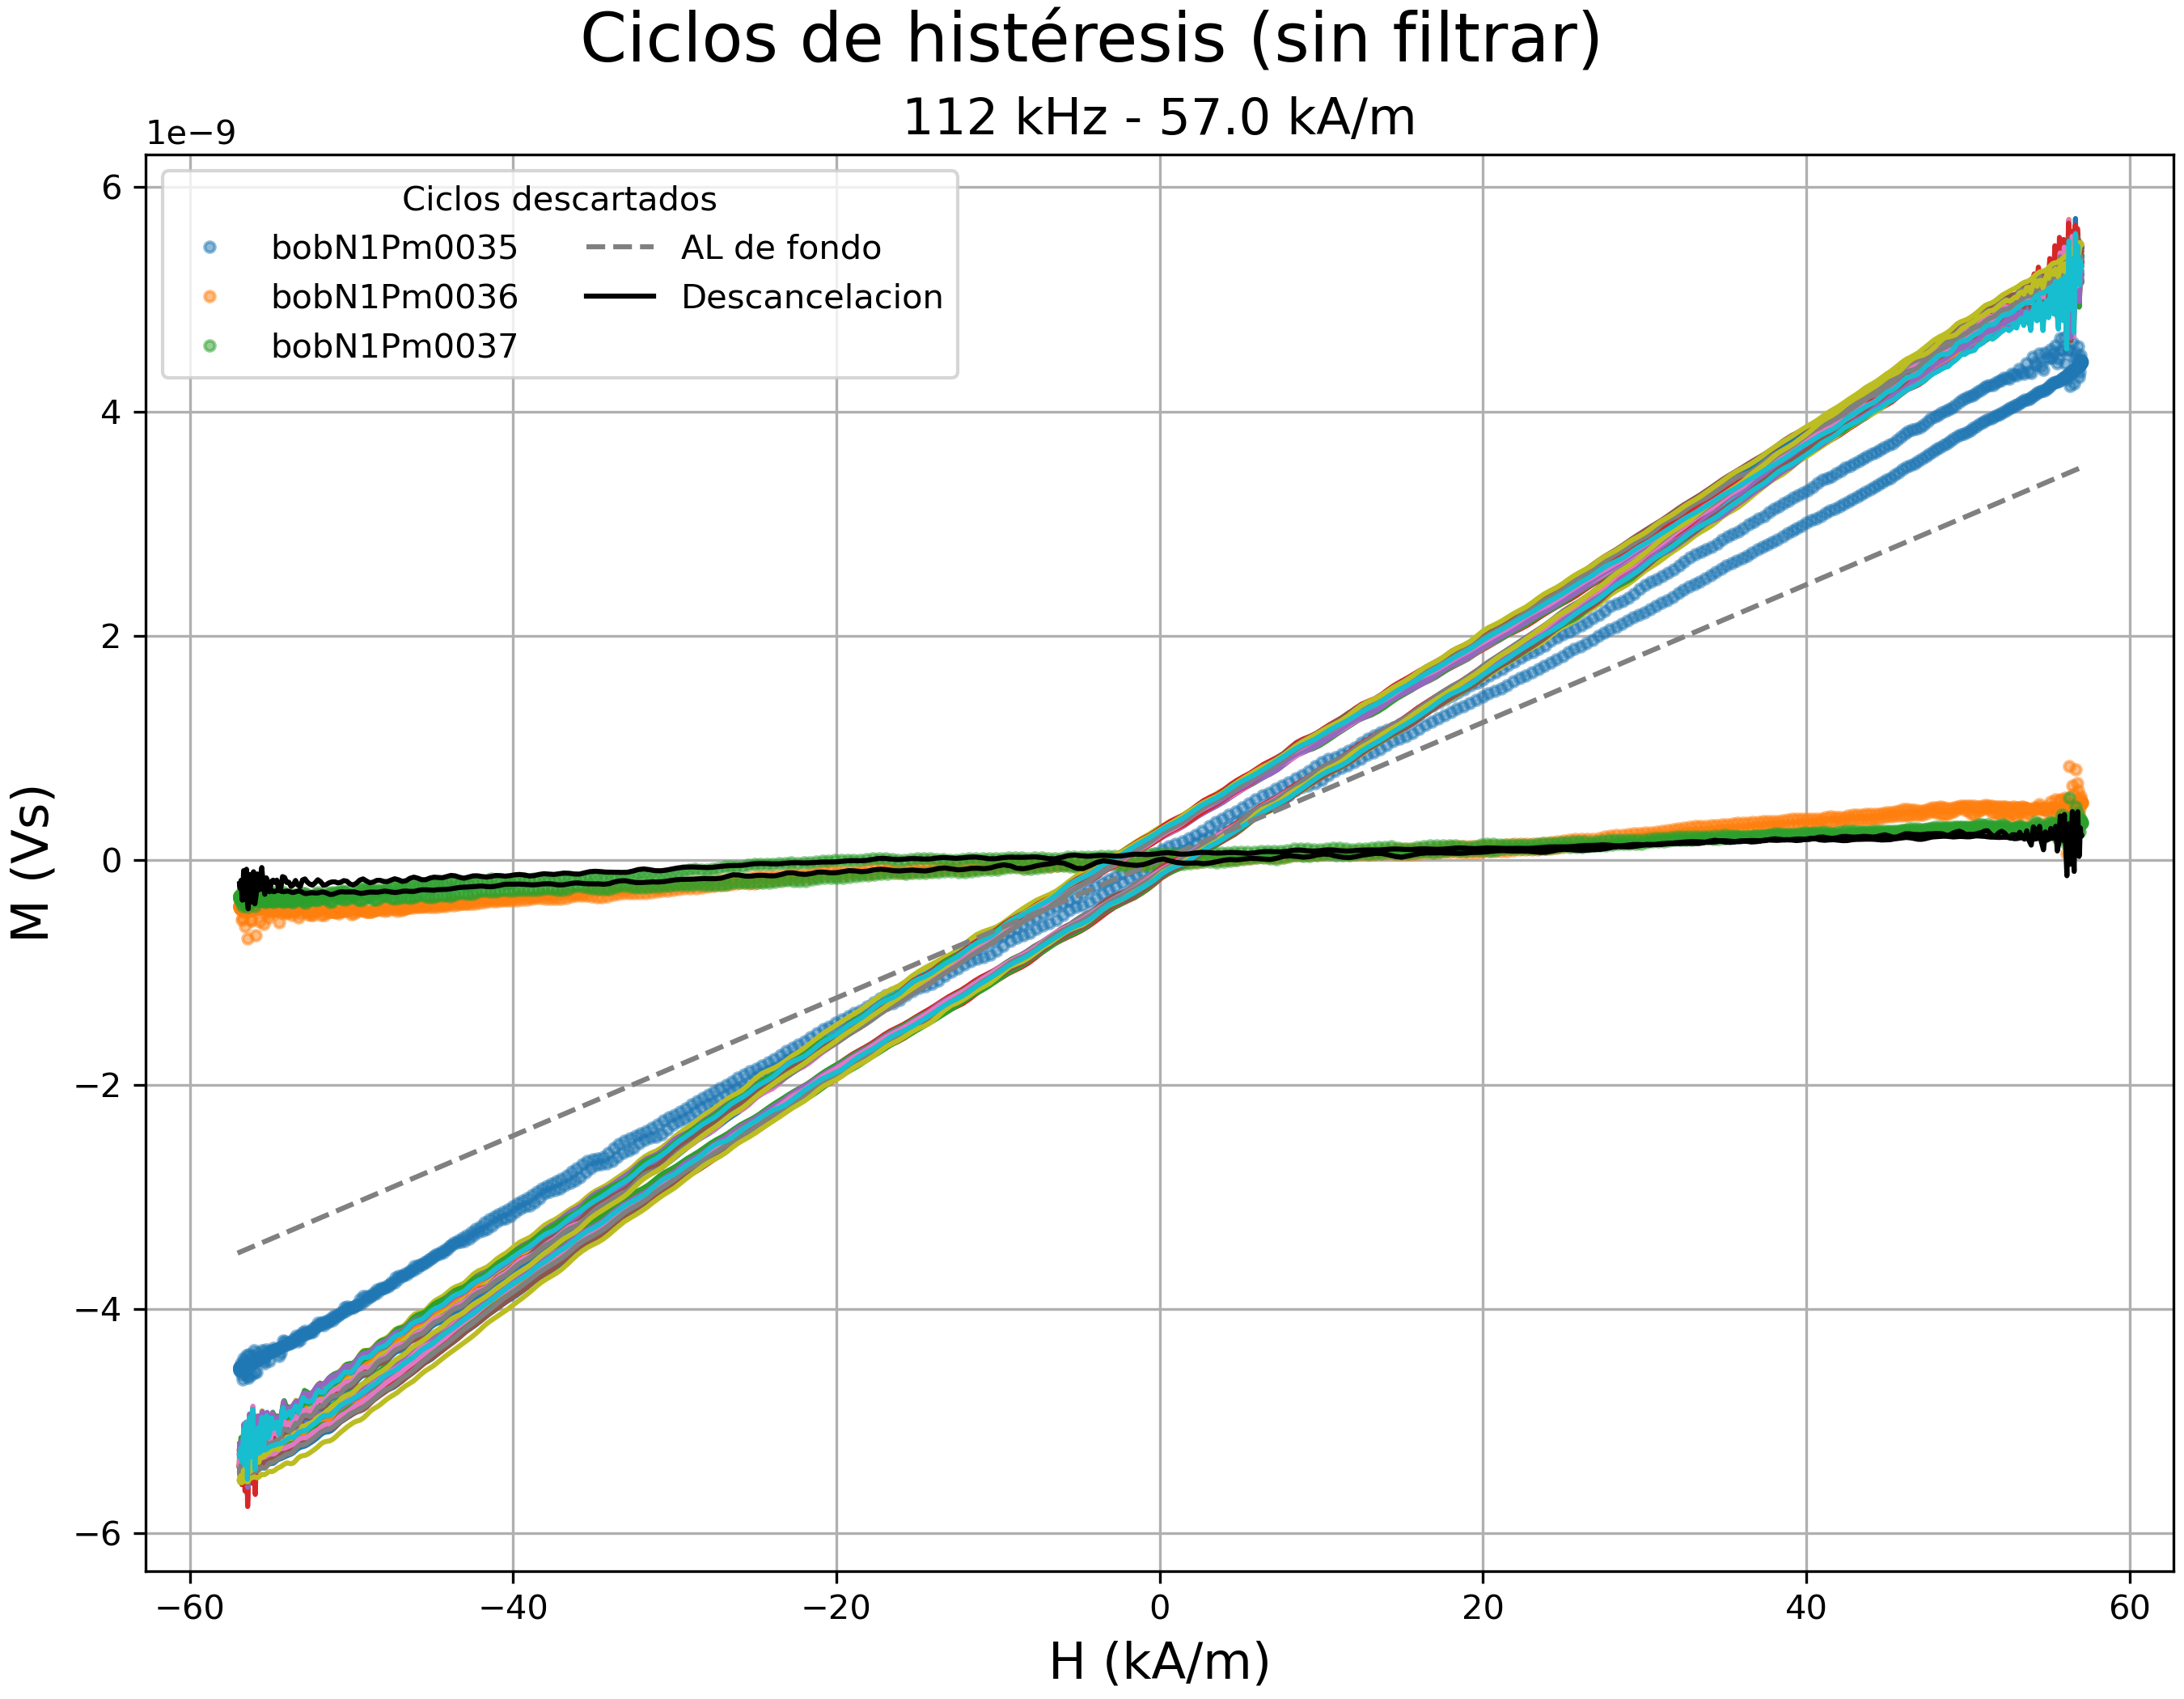 Ciclos de histéresis (sin filtrar)
112 kHz - 57.0 kA/m
1e−9
Ciclos descartados
bobN1Pm0035
bobN1Pm0036
bobN1Pm0037
AL de fondo
Descancelacion
6
4
2
0
−2
−4
−6
M (Vs)
−60
−40
−20
0
20
40
60
H (kA/m)